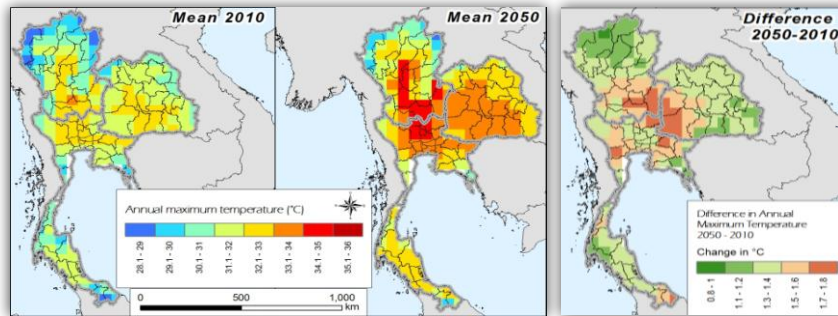 Mean 2010
Mean 2050
Difference
2050-2010
Annual maximum temperature (°C)
28.1 - 29
29.1 - 30
30.1 - 31
31.1 - 32
32.1 - 33
33.1 - 34
34.1 - 35
35.1 - 36
0
500
1,000
km
Difference in Annual
Maximum Temperature
2050 - 2010
Change in °C
0.8 - 1
1.1 - 1.2
1.3 - 1.4
1.5 - 1.6
1.7 - 1.8